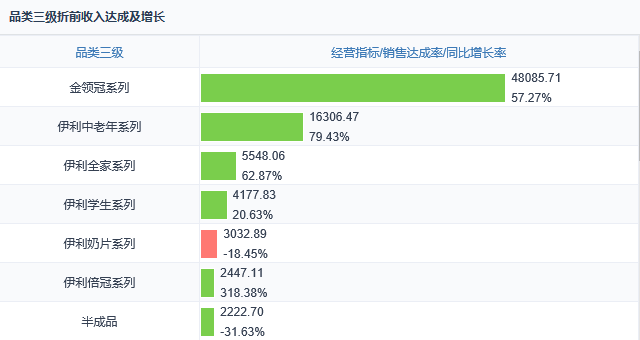 品类三级折前收入达成及增长
品类三级 经营指标/销售达成率/同比增长率
金领冠系列 48085.71
57.27%
伊利中老年系列 16306.47
79.43%
伊利全家系列 5548.06
62.87%
伊利学生系列 4177.83
20.63%
伊利奶片系列 3032.89
-18.45%
伊利倍冠系列 2447.11
318.38%
半成品 2222.70
-31.63%